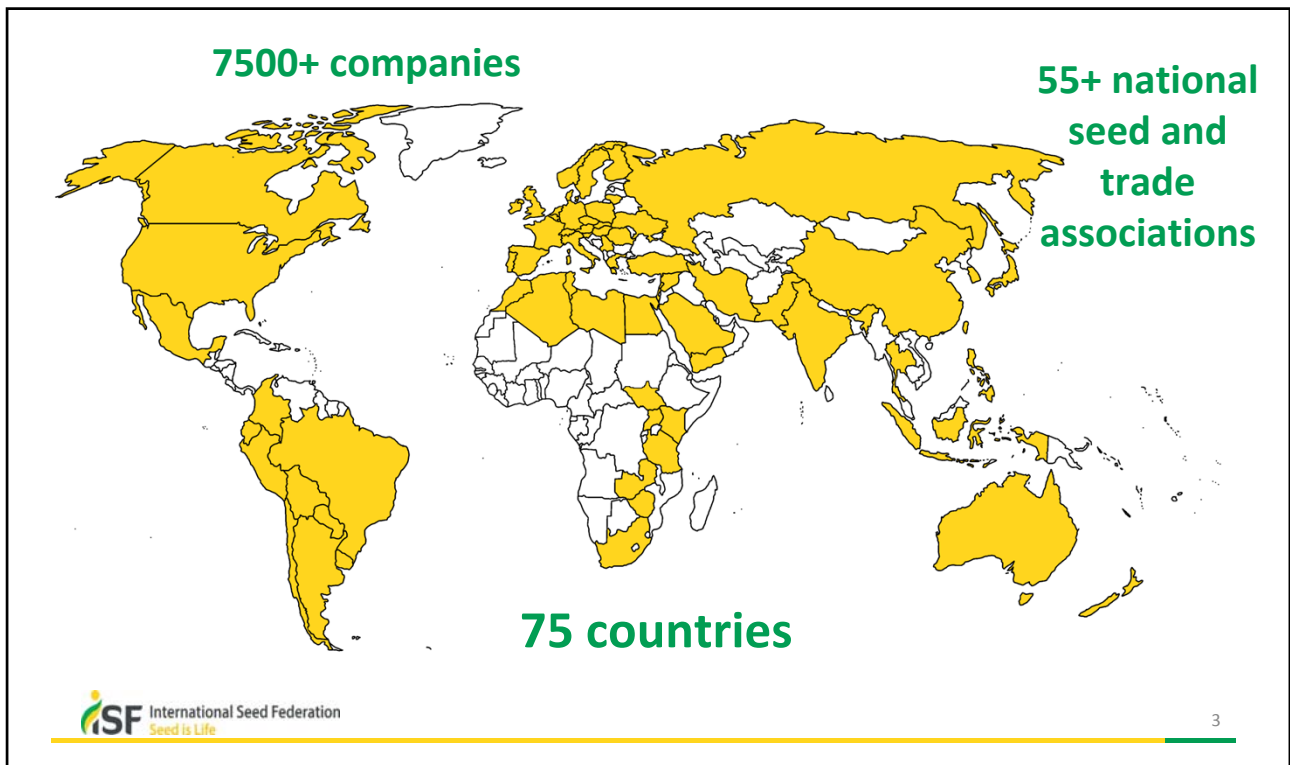 7500+ companies
55+ national
seed and
trade
associations
75 countries
iSF International Seed Federation
Seed is Life
3